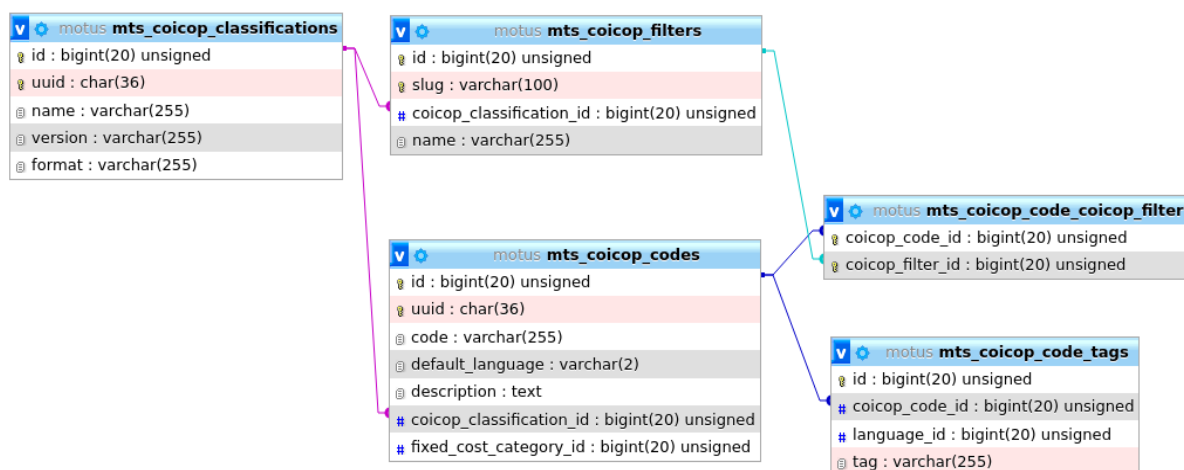 v motus mts_coicop_classifications
id : bigint(20) unsigned
uuid : char(36)
name : varchar(255)
version : varchar(255)
format : varchar(255)
v motus mts_coicop_filters
id : bigint(20) unsigned
slug : varchar(100)
# coicop_classification_id : bigint(20) unsigned
name : varchar(255)
v motus mts_coicop_codes
id : bigint(20) unsigned
uuid : char(36)
code : varchar(255)
default_language : varchar(2)
description : text
# coicop_classification_id : bigint(20) unsigned
# fixed_cost_category_id : bigint(20) unsigned
v motus mts_coicop_code_coicop_filter
coicop_code_id : bigint(20) unsigned
coicop_filter_id : bigint(20) unsigned
v motus mts_coicop_code_tags
id : bigint(20) unsigned
# coicop_code_id : bigint(20) unsigned
# language_id : bigint(20) unsigned
tag : varchar(255)